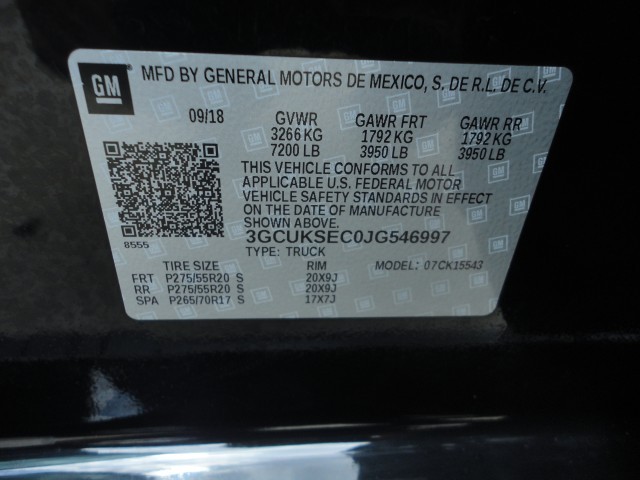 GM MFD BY GENERAL MOTORS DE MEXICO, S. DE R.L. DE C.V.
09/18 GVWR GAWR FRT GAWR RR
3266 KG 1792 KG 1792 KG
7200 LB 3950 LB 3950 LB
THIS VEHICLE CONFORMS TO ALL
APPLICABLE U.S. FEDERAL MOTOR
VEHICLE SAFETY STANDARDS IN EFFECT
ON THE DATE OF MANUFACTURE
SHOWN ABOVE.
8555 3GCUKSEC0JG546997
TYPE: TRUCK
TIRE SIZE RIM MODEL: 07CK15543
FRT P275/55R20 S 20X9J
RR P275/55R20 S 20X9J
SPA P265/70R17 S 17X7J